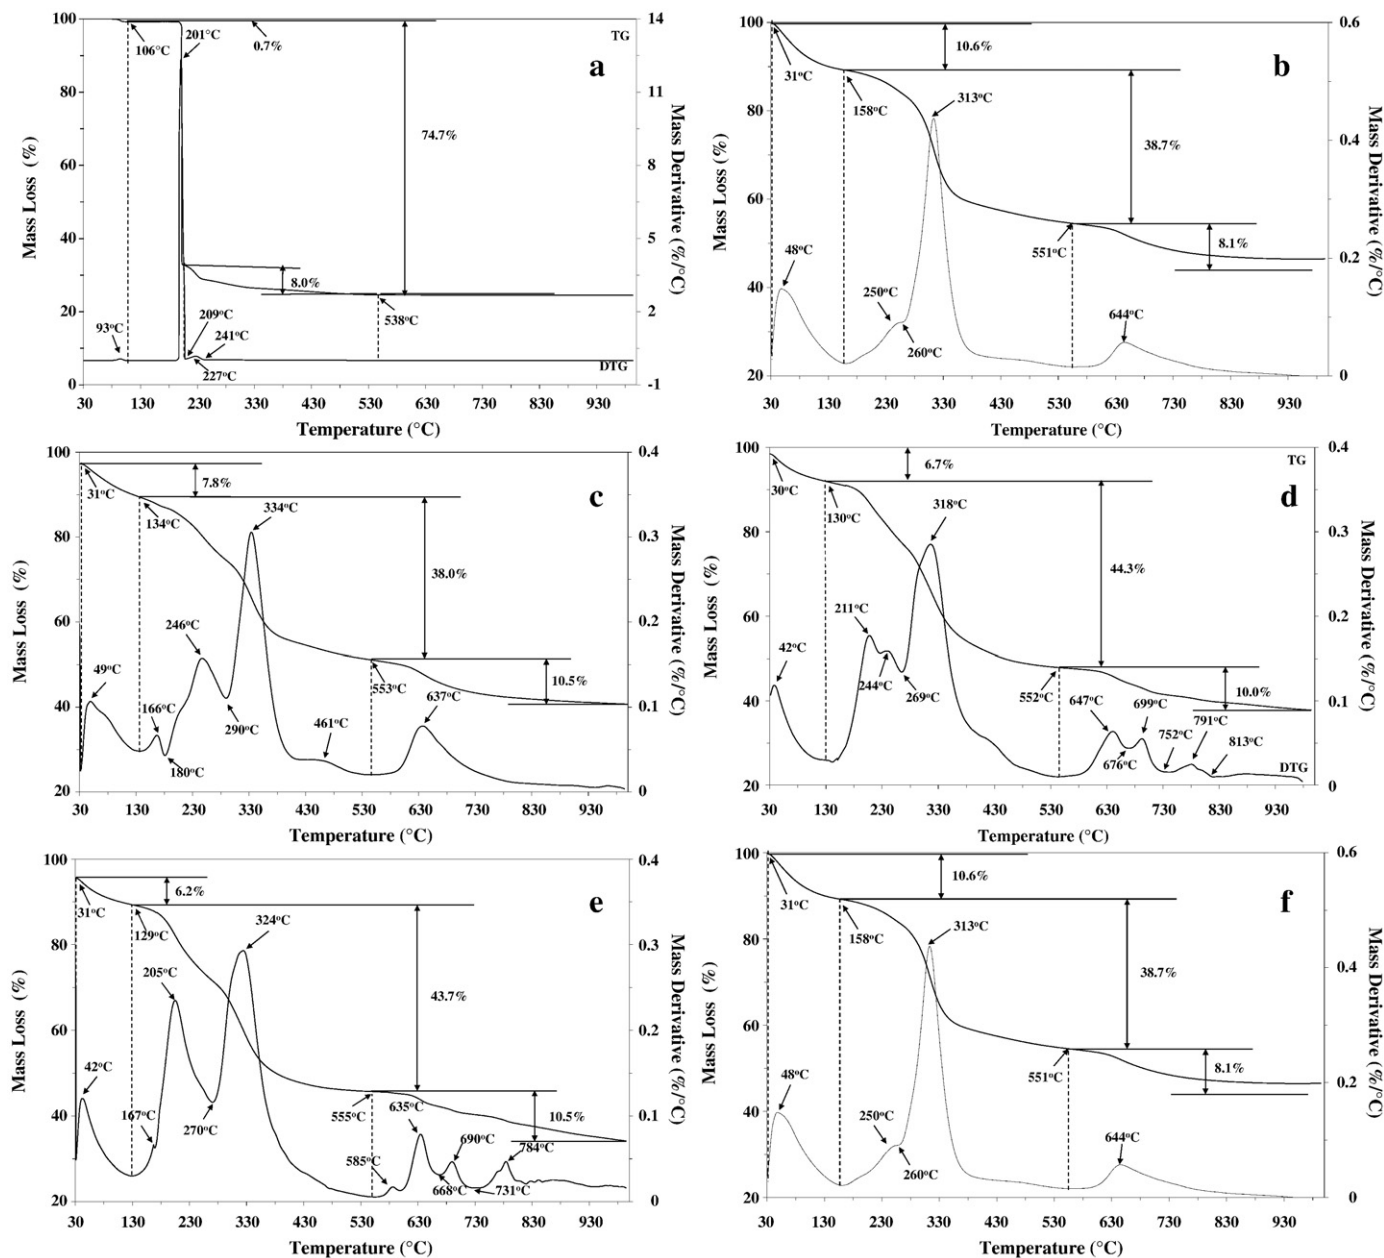 a
TG
DTG
Mass Loss (%)
Mass Derivative (%/°C)
Temperature (°C)
100
80
60
40
20
0
14
11
8
5
2
-1
30 130 230 330 430 530 630 730 830 930
106°C
201°C
0.7%
74.7%
8.0%
538°C
93°C
209°C
241°C
227°C
b
Mass Loss (%)
Mass Derivative (%/°C)
Temperature (°C)
100
80
60
40
20
0.6
0.4
0.2
0
30 130 230 330 430 530 630 730 830 930
10.6%
31°C
158°C
313°C
38.7%
551°C
8.1%
48°C
250°C
260°C
644°C
c
Mass Loss (%)
Mass Derivative (%/°C)
Temperature (°C)
100
80
60
40
20
0.4
0.3
0.2
0.1
0
30 130 230 330 430 530 630 730 830 930
7.8%
31°C
134°C
334°C
38.0%
246°C
49°C
166°C
180°C
290°C
461°C
553°C
637°C
10.5%
d
TG
DTG
Mass Loss (%)
Mass Derivative (%/°C)
Temperature (°C)
100
80
60
40
20
0.4
0.3
0.2
0.1
0
30 130 230 330 430 530 630 730 830 930
6.7%
30°C
130°C
318°C
44.3%
211°C
42°C
244°C
269°C
552°C
647°C
699°C
10.0%
791°C
676°C
752°C
813°C
e
Mass Loss (%)
Mass Derivative (%/°C)
Temperature (°C)
100
80
60
40
20
0.4
0.3
0.2
0.1
0
30 130 230 330 430 530 630 730 830 930
6.2%
31°C
129°C
324°C
205°C
43.7%
42°C
167°C
270°C
555°C
635°C
10.5%
585°C
690°C
784°C
668°C
731°C
f
Mass Loss (%)
Mass Derivative (%/°C)
Temperature (°C)
100
80
60
40
20
0.6
0.4
0.2
0
30 130 230 330 430 530 630 730 830 930
10.6%
31°C
158°C
313°C
38.7%
551°C
8.1%
48°C
250°C
260°C
644°C